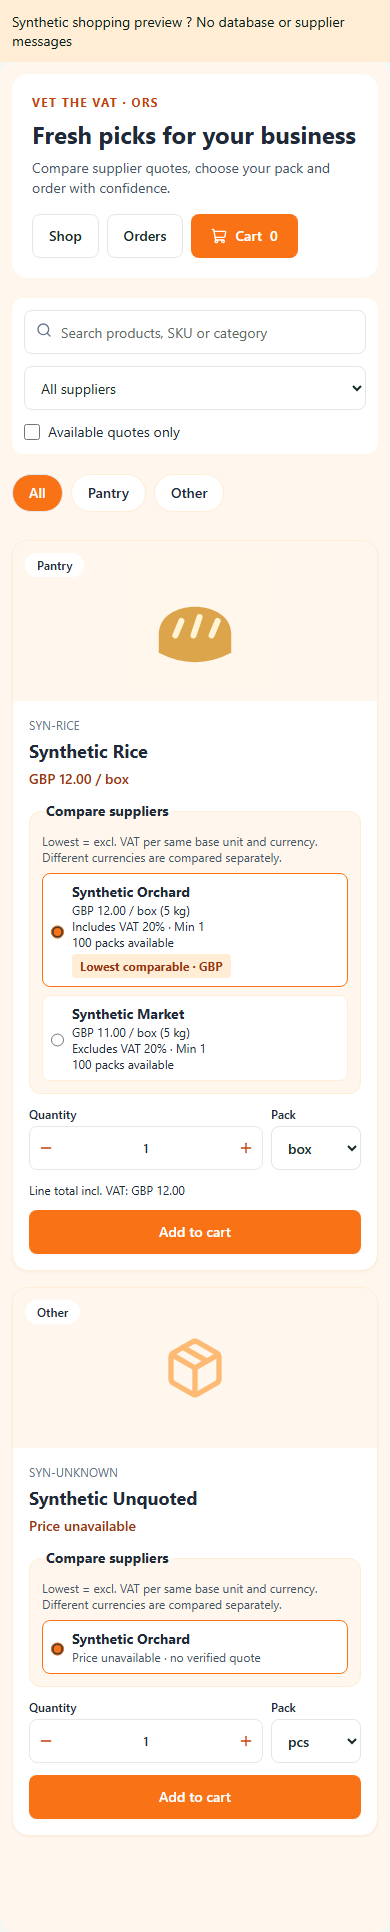 Synthetic shopping preview ? No database or supplier
messages
VET THE VAT · ORS
Fresh picks for your business
Compare supplier quotes, choose your pack and
order with confidence.
Shop
Orders
Cart 0
Search products, SKU or category
All suppliers
Available quotes only
All
Pantry
Other
Pantry
SYN-RICE
Synthetic Rice
GBP 12.00 / box
Compare suppliers
Lowest = excl. VAT per same base unit and currency.
Different currencies are compared separately.
Synthetic Orchard
GBP 12.00 / box (5 kg)
Includes VAT 20% · Min 1
100 packs available
Lowest comparable · GBP
Synthetic Market
GBP 11.00 / box (5 kg)
Excludes VAT 20% · Min 1
100 packs available
Quantity
Pack
− 1 +
box
Line total incl. VAT: GBP 12.00
Add to cart
Other
SYN-UNKNOWN
Synthetic Unquoted
Price unavailable
Compare suppliers
Lowest = excl. VAT per same base unit and currency.
Different currencies are compared separately.
Synthetic Orchard
Price unavailable · no verified quote
Quantity
Pack
− 1 +
pcs
Add to cart